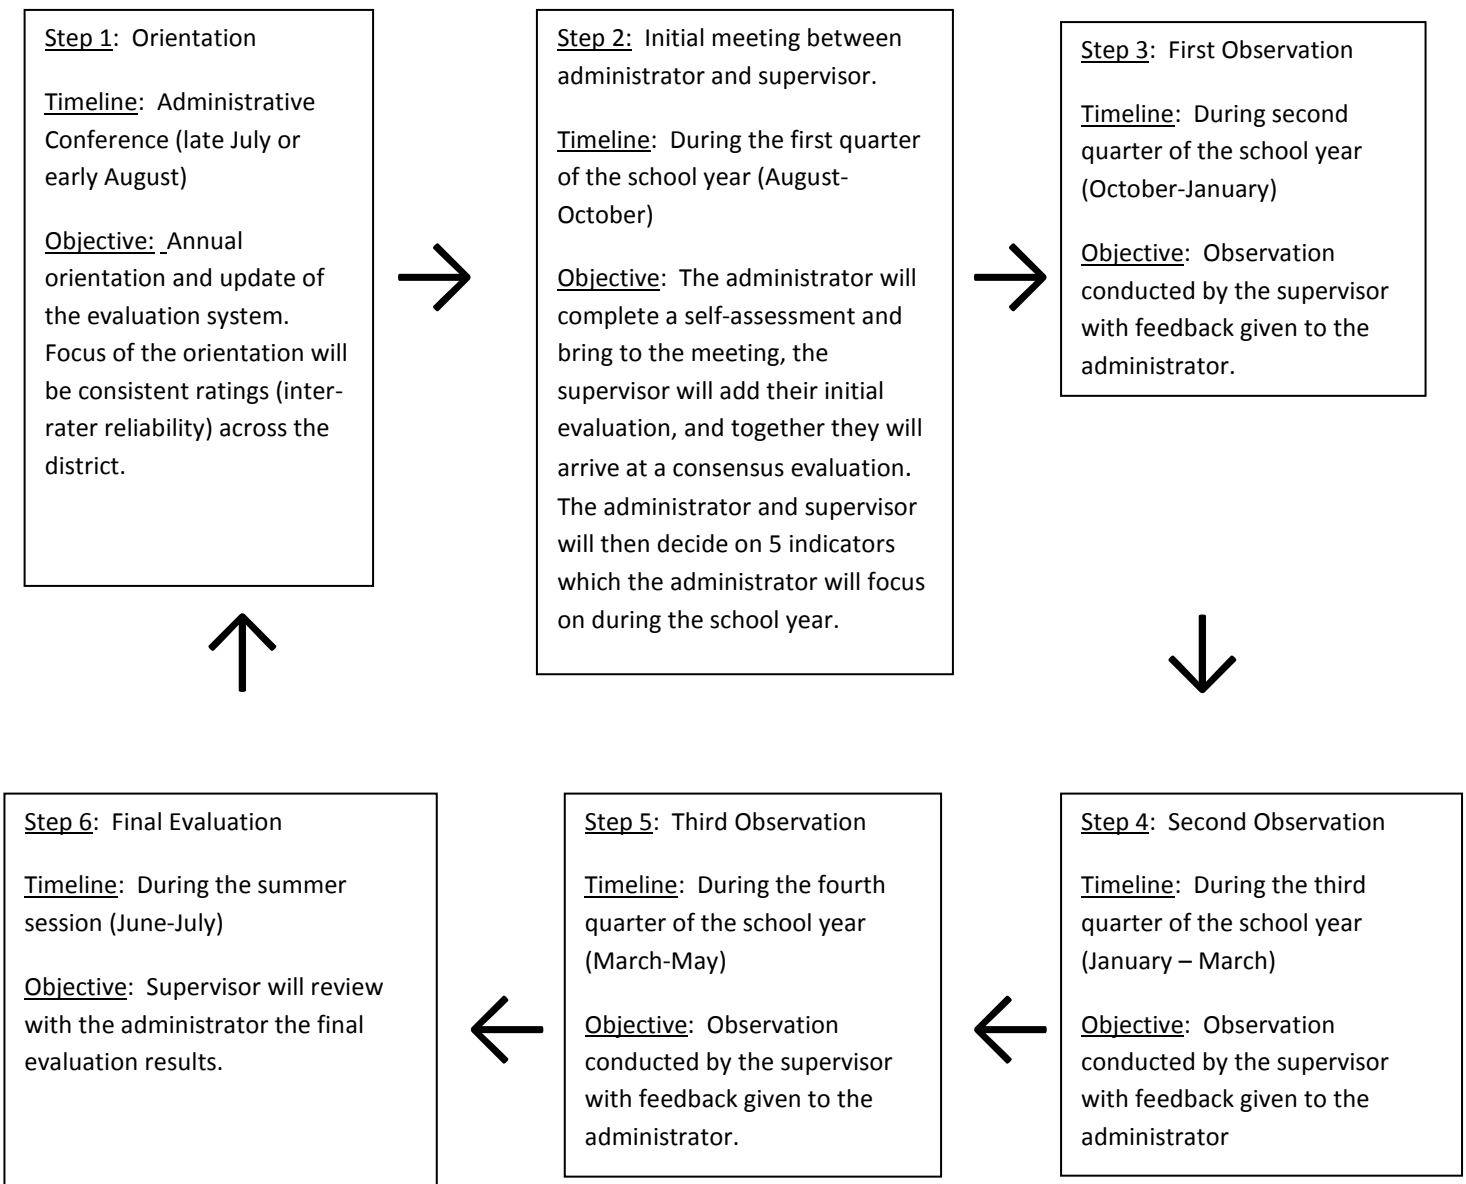 Step 1: Orientation
Timeline: Administrative
Conference (late July or
early August)
Objective: Annual
orientation and update of
the evaluation system.
Focus of the orientation will
be consistent ratings (inter-
rater reliability) across the
district.
Step 2: Initial meeting between
administrator and supervisor.
Timeline: During the first quarter
of the school year (August-
October)
Objective: The administrator will
complete a self-assessment and
bring to the meeting, the
supervisor will add their initial
evaluation, and together they will
arrive at a consensus evaluation.
The administrator and supervisor
will then decide on 5 indicators
which the administrator will focus
on during the school year.
Step 3: First Observation
Timeline: During second
quarter of the school year
(October-January)
Objective: Observation
conducted by the supervisor
with feedback given to the
administrator.
Step 4: Second Observation
Timeline: During the third
quarter of the school year
(January – March)
Objective: Observation
conducted by the supervisor
with feedback given to the
administrator
Step 5: Third Observation
Timeline: During the fourth
quarter of the school year
(March-May)
Objective: Observation
conducted by the supervisor
with feedback given to the
administrator.
Step 6: Final Evaluation
Timeline: During the summer
session (June-July)
Objective: Supervisor will review
with the administrator the final
evaluation results.